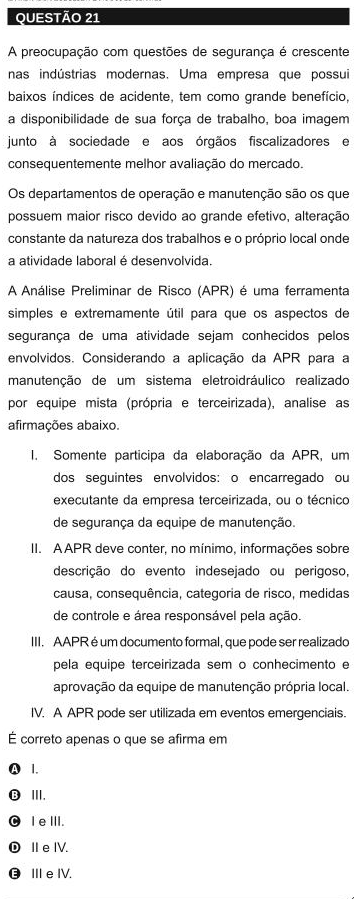 QUESTÃO 21
A preocupação com questões de segurança é crescente
nas indústrias modernas. Uma empresa que possui
baixos índices de acidente, tem como grande benefício,
a disponibilidade de sua força de trabalho, boa imagem
junto à sociedade e aos órgãos fiscalizadores e
consequentemente melhor avaliação do mercado.
Os departamentos de operação e manutenção são os que
possuem maior risco devido ao grande efetivo, alteração
constante da natureza dos trabalhos e o próprio local onde
a atividade laboral é desenvolvida.
A Análise Preliminar de Risco (APR) é uma ferramenta
simples e extremamente útil para que os aspectos de
segurança de uma atividade sejam conhecidos pelos
envolvidos. Considerando a aplicação da APR para a
manutenção de um sistema eletroidráulico realizado
por equipe mista (própria e terceirizada), analise as
afirmações abaixo.
I. Somente participa da elaboração da APR, um
dos seguintes envolvidos: o encarregado ou
executante da empresa terceirizada, ou o técnico
de segurança da equipe de manutenção.
II. A APR deve conter, no mínimo, informações sobre
descrição do evento indesejado ou perigoso,
causa, consequência, categoria de risco, medidas
de controle e área responsável pela ação.
III. A APR é um documento formal, que pode ser realizado
pela equipe terceirizada sem o conhecimento e
aprovação da equipe de manutenção própria local.
IV. A APR pode ser utilizada em eventos emergenciais.
É correto apenas o que se afirma em
A I.
B III.
C I e III.
D II e IV.
E III e IV.